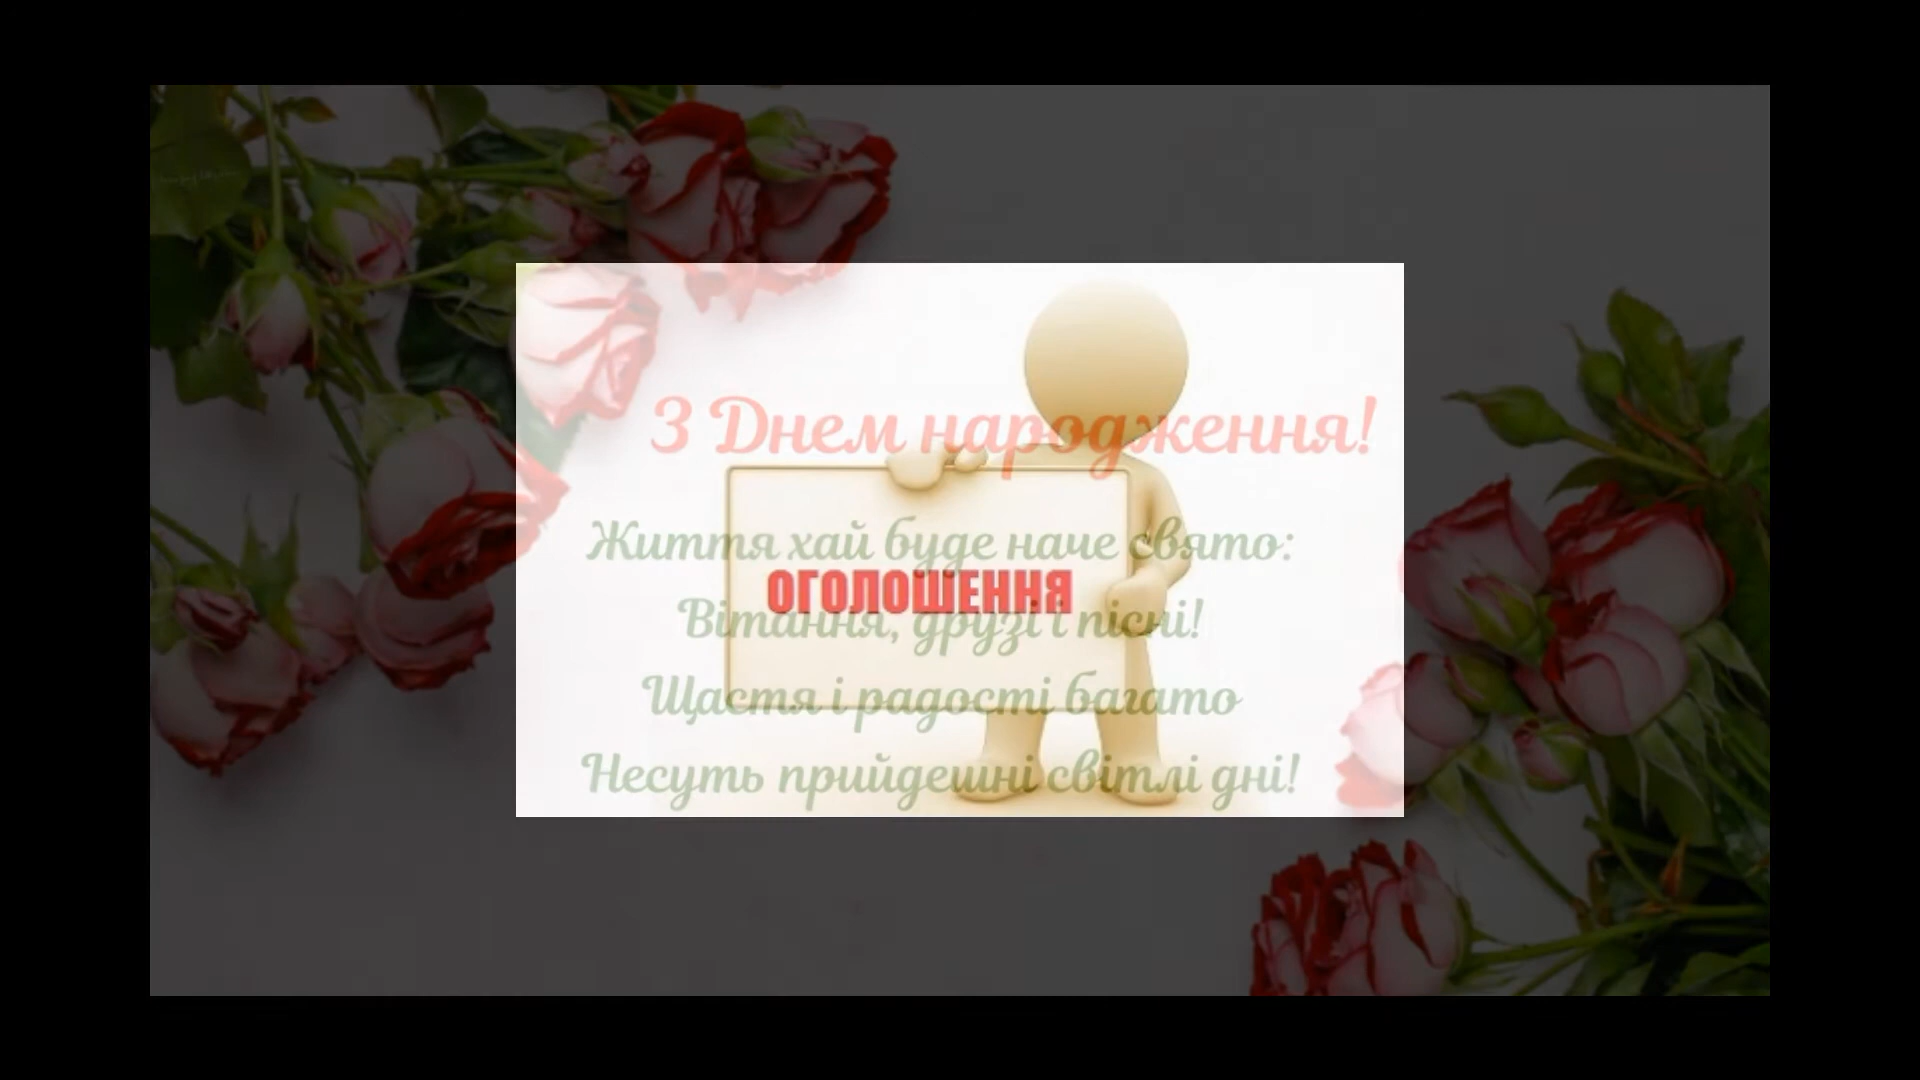 З Днем народження!
Життя хай буде наче свято:
ОГОЛОШЕННЯ
Вітання, друзі і пісні!
Щастя і радості багато
Несуть прийдешні світлі дні!